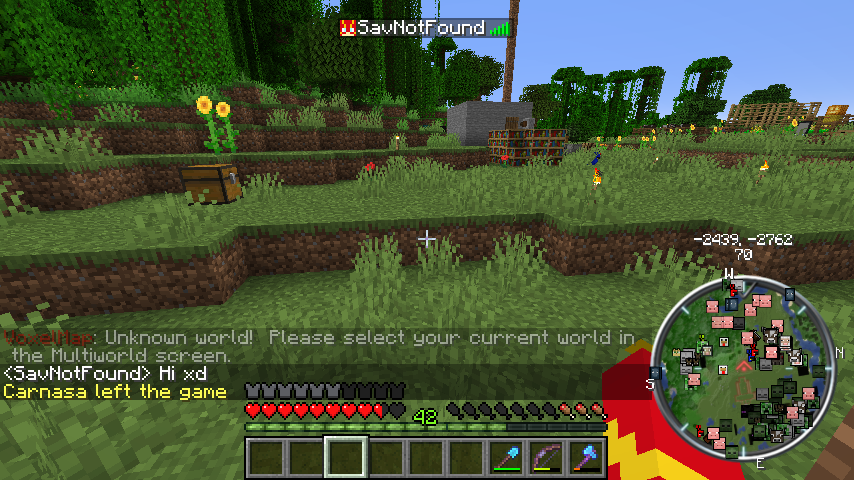 SavNotFound
-2439, -2762
70
W
N
S
E
VoxelMap: Unknown world! Please select your current world in
the Multiworld screen.
<SavNotFound> Hi xd
Carnasa left the game
42